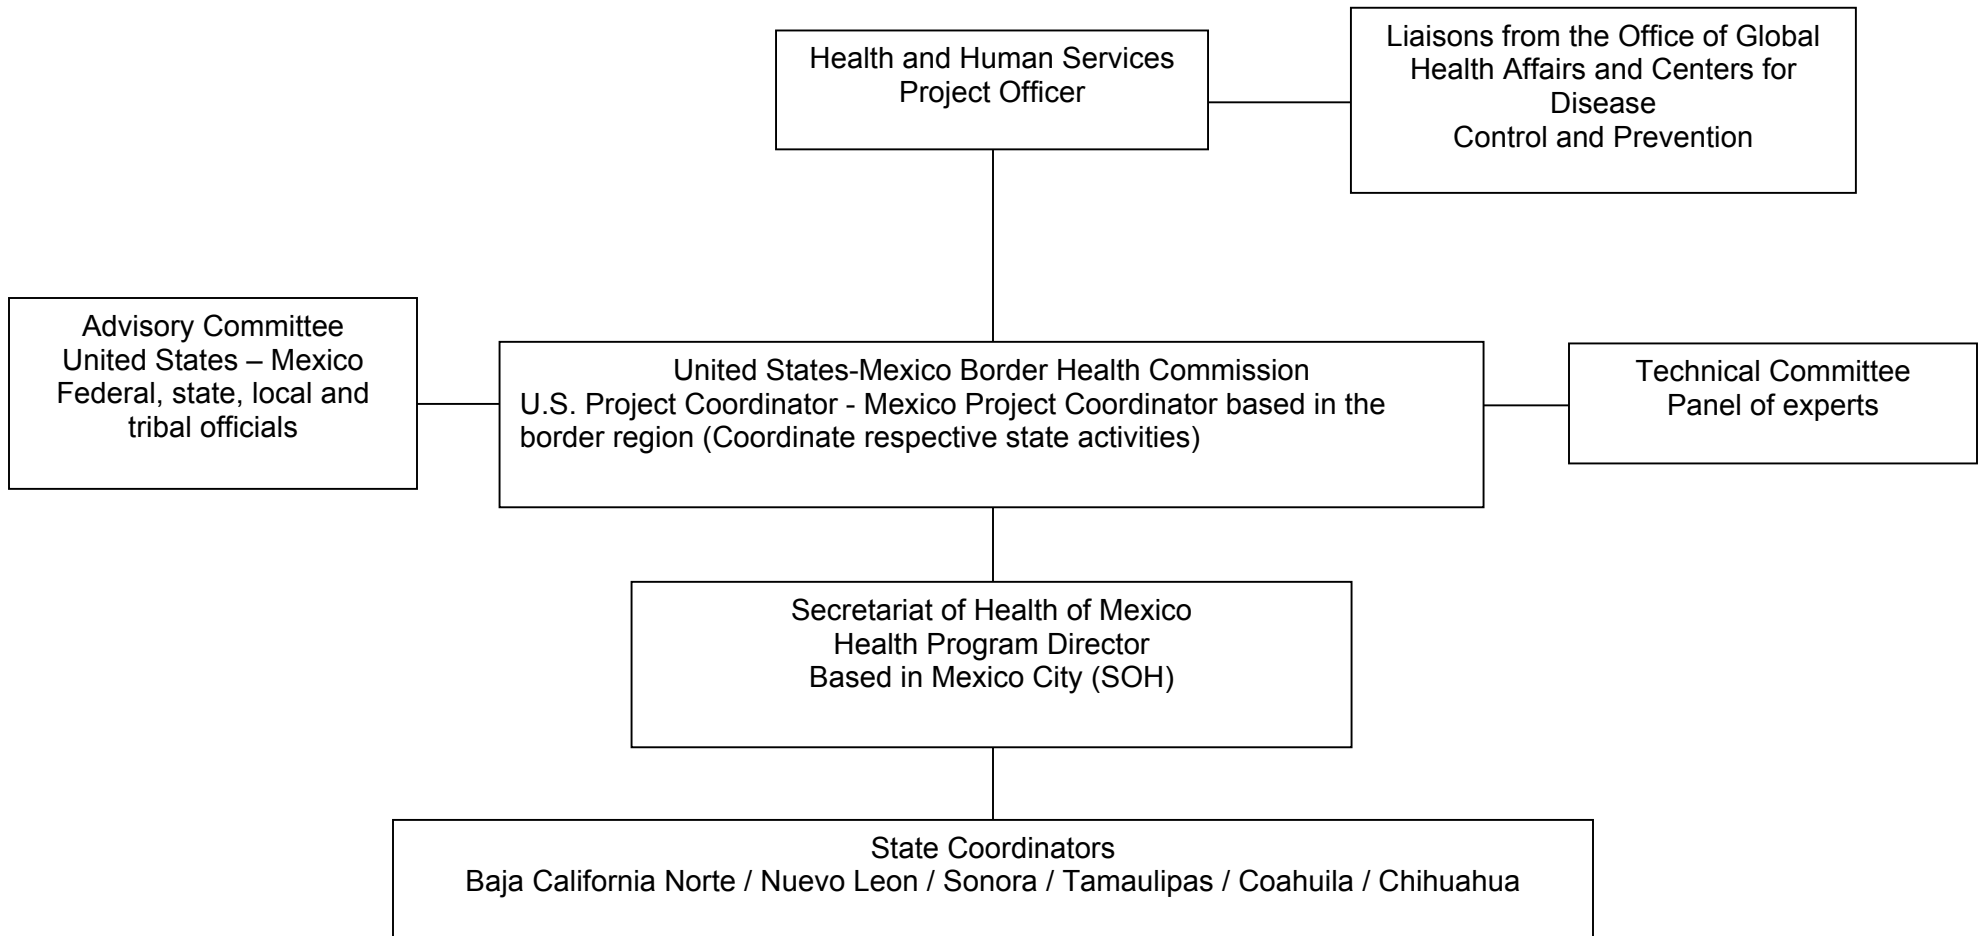 Health and Human Services
Project Officer
Liaisons from the Office of Global
Health Affairs and Centers for
Disease
Control and Prevention
Advisory Committee
United States – Mexico
Federal, state, local and
tribal officials
United States-Mexico Border Health Commission
U.S. Project Coordinator - Mexico Project Coordinator based in the
border region (Coordinate respective state activities)
Technical Committee
Panel of experts
Secretariat of Health of Mexico
Health Program Director
Based in Mexico City (SOH)
State Coordinators
Baja California Norte / Nuevo Leon / Sonora / Tamaulipas / Coahuila / Chihuahua